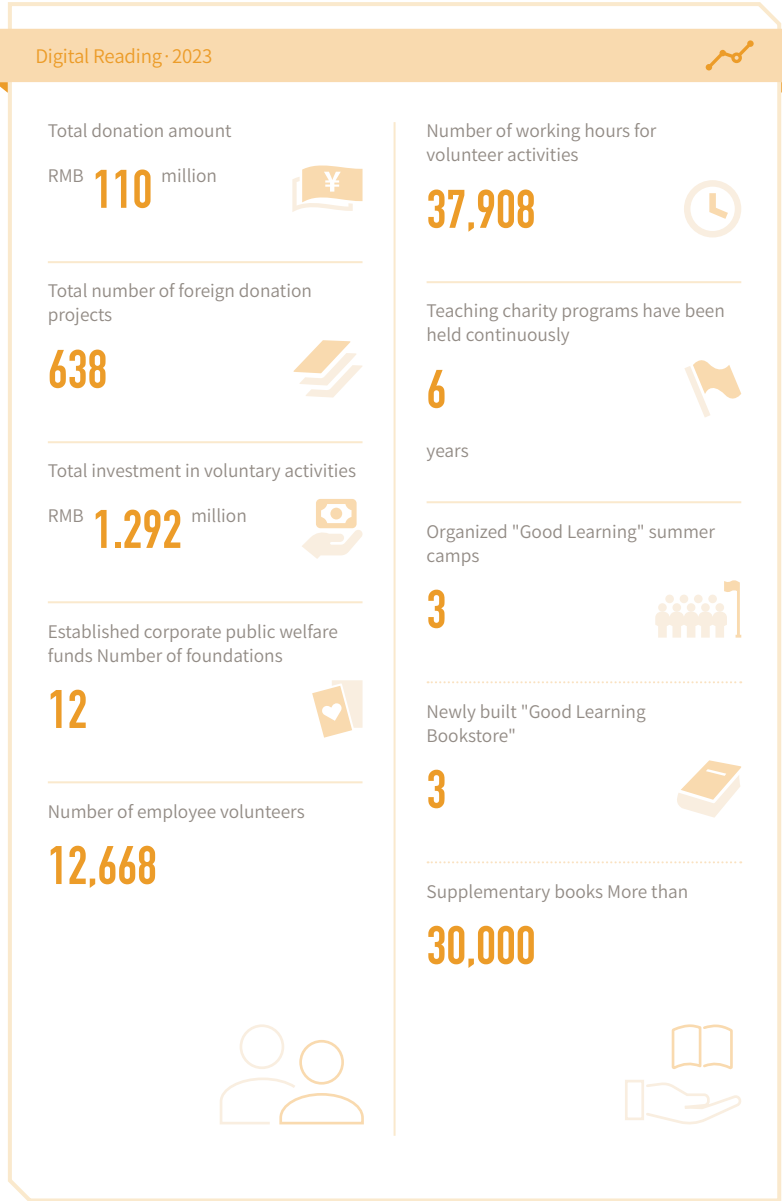 Digital Reading · 2023
Total donation amount
RMB 110 million
Total number of foreign donation
projects
638
Total investment in voluntary activities
RMB 1.292 million
Established corporate public welfare
funds Number of foundations
12
Number of employee volunteers
12,668
Number of working hours for
volunteer activities
37,908
Teaching charity programs have been
held continuously
6
years
Organized "Good Learning" summer
camps
3
Newly built "Good Learning
Bookstore"
3
Supplementary books More than
30,000
¥